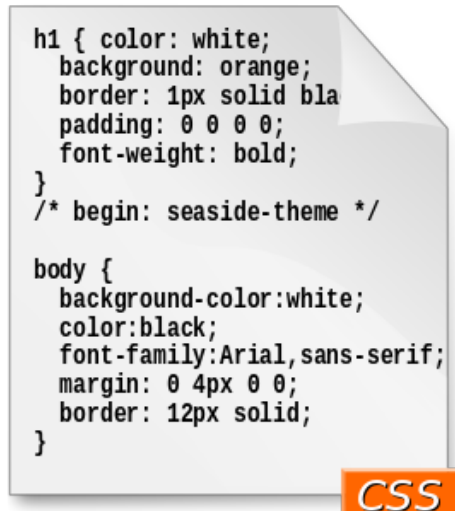 h1 { color: white;
  background: orange;
  border: 1px solid bla
  padding: 0 0 0 0;
  font-weight: bold;
}
/* begin: seaside-theme */

body {
  background-color:white;
  color:black;
  font-family:Arial,sans-serif;
  margin: 0 4px 0 0;
  border: 12px solid;
}
CSS